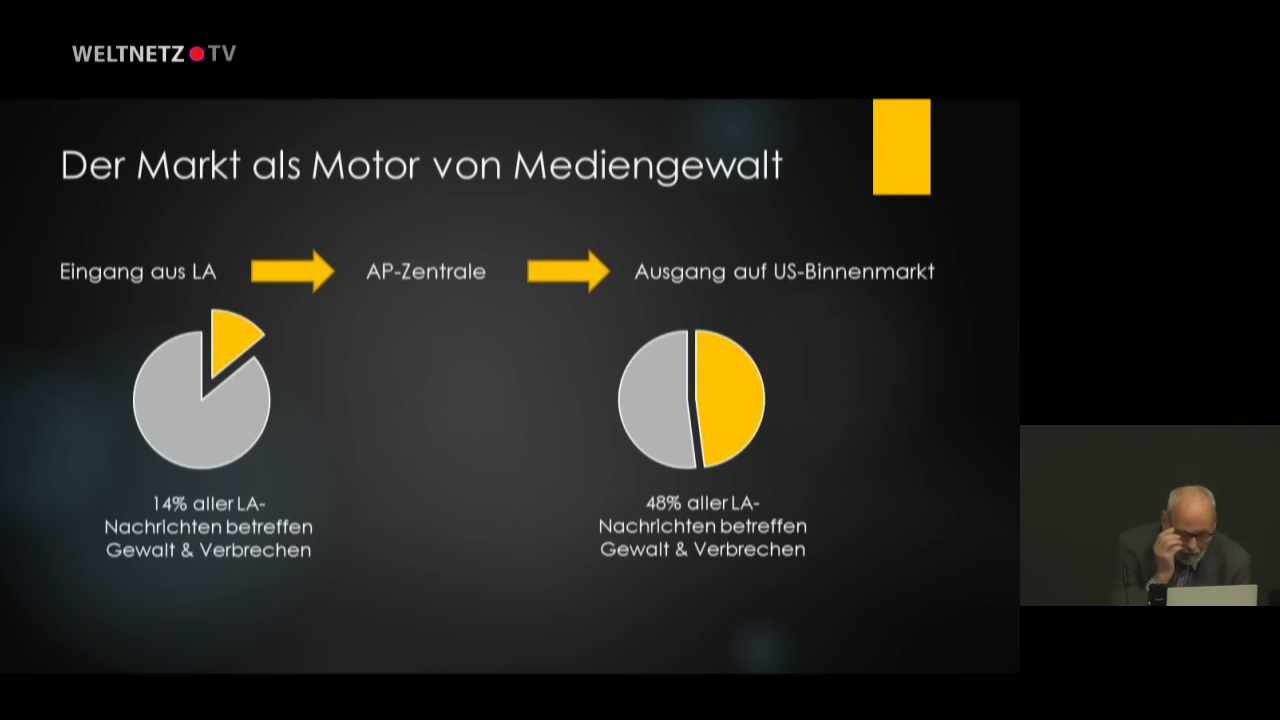 WELTNETZ TV
Der Markt als Motor von Mediengewalt
Eingang aus LA
AP-Zentrale
Ausgang auf US-Binnenmarkt
14% aller LA-
Nachrichten betreffen
Gewalt & Verbrechen
48% aller LA-
Nachrichten betreffen
Gewalt & Verbrechen